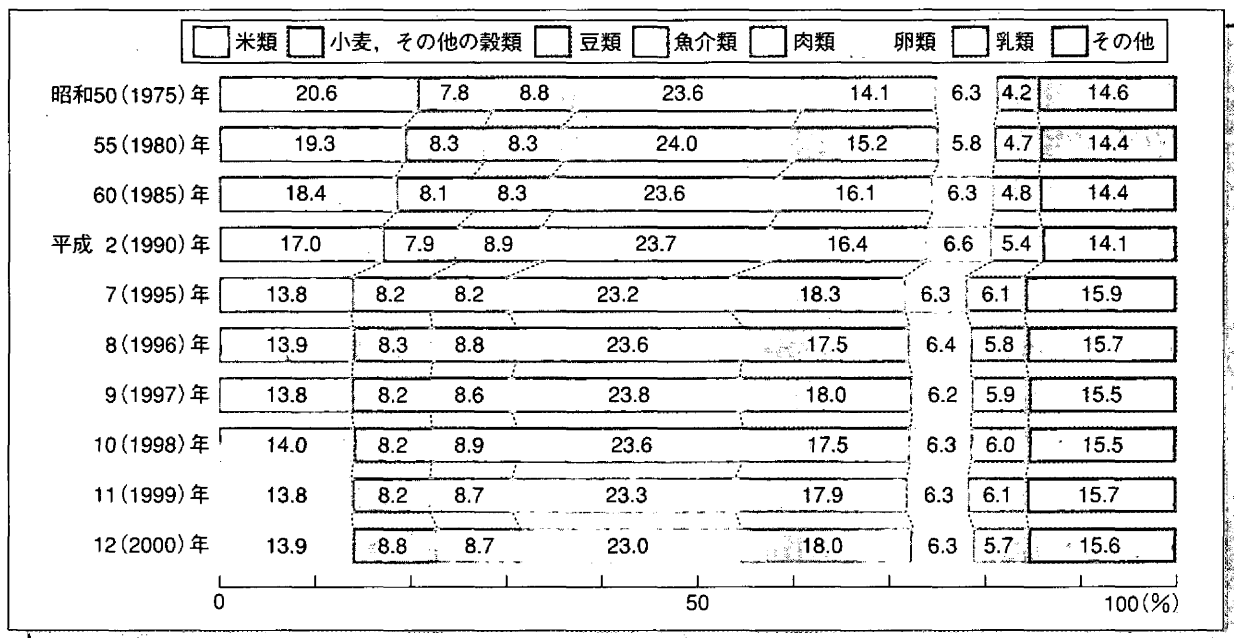 米類 小麦，その他の穀類 豆類 魚介類 肉類 卵類 乳類 その他
昭和50(1975)年 20.6 7.8 8.8 23.6 14.1 6.3 4.2 14.6
55(1980)年 19.3 8.3 8.3 24.0 15.2 5.8 4.7 14.4
60(1985)年 18.4 8.1 8.3 23.6 16.1 6.3 4.8 14.4
平成 2(1990)年 17.0 7.9 8.9 23.7 16.4 6.6 5.4 14.1
7(1995)年 13.8 8.2 8.2 23.2 18.3 6.3 6.1 15.9
8(1996)年 13.9 8.3 8.8 23.6 17.5 6.4 5.8 15.7
9(1997)年 13.8 8.2 8.6 23.8 18.0 6.2 5.9 15.5
10(1998)年 14.0 8.2 8.9 23.6 17.5 6.3 6.0 15.5
11(1999)年 13.8 8.2 8.7 23.3 17.9 6.3 6.1 15.7
12(2000)年 13.9 8.8 8.7 23.0 18.0 6.3 5.7 15.6
0 50 100(%)